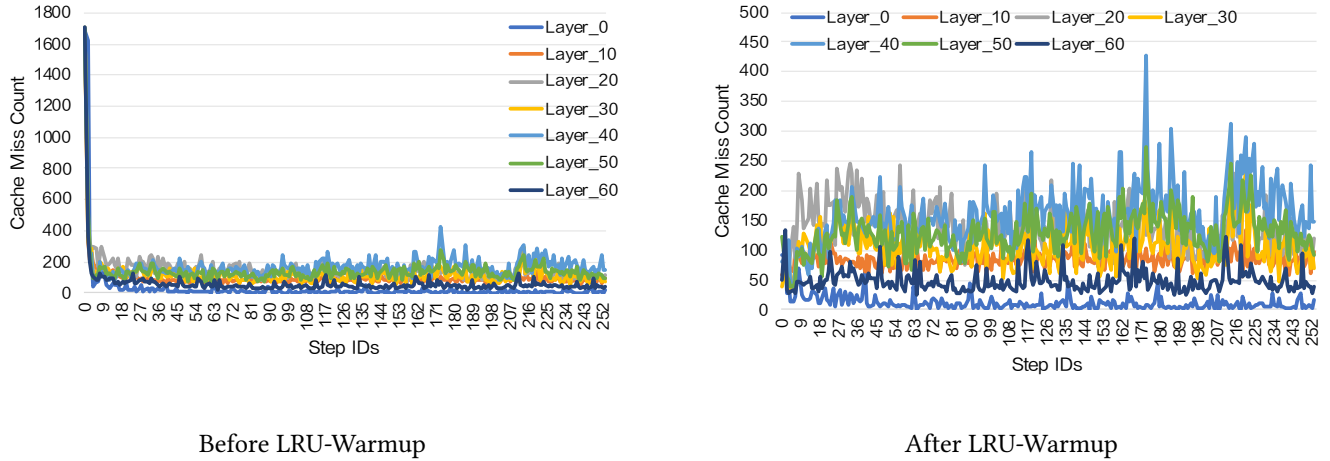 1800
1600
1400
1200
1000
800
600
400
200
0
Cache Miss Count
Layer_0
Layer_10
Layer_20
Layer_30
Layer_40
Layer_50
Layer_60
0 9 18 27 36 45 54 63 72 81 90 99 108 117 126 135 144 153 162 171 180 189 198 207 216 225 234 243 252
Step IDs
Before LRU-Warmup
500
450
400
350
300
250
200
150
100
50
0
Cache Miss Count
Layer_0 Layer_10 Layer_20 Layer_30
Layer_40 Layer_50 Layer_60
0 9 18 27 36 45 54 63 72 81 90 99 108 117 126 135 144 153 162 171 180 189 198 207 216 225 234 243 252
Step IDs
After LRU-Warmup